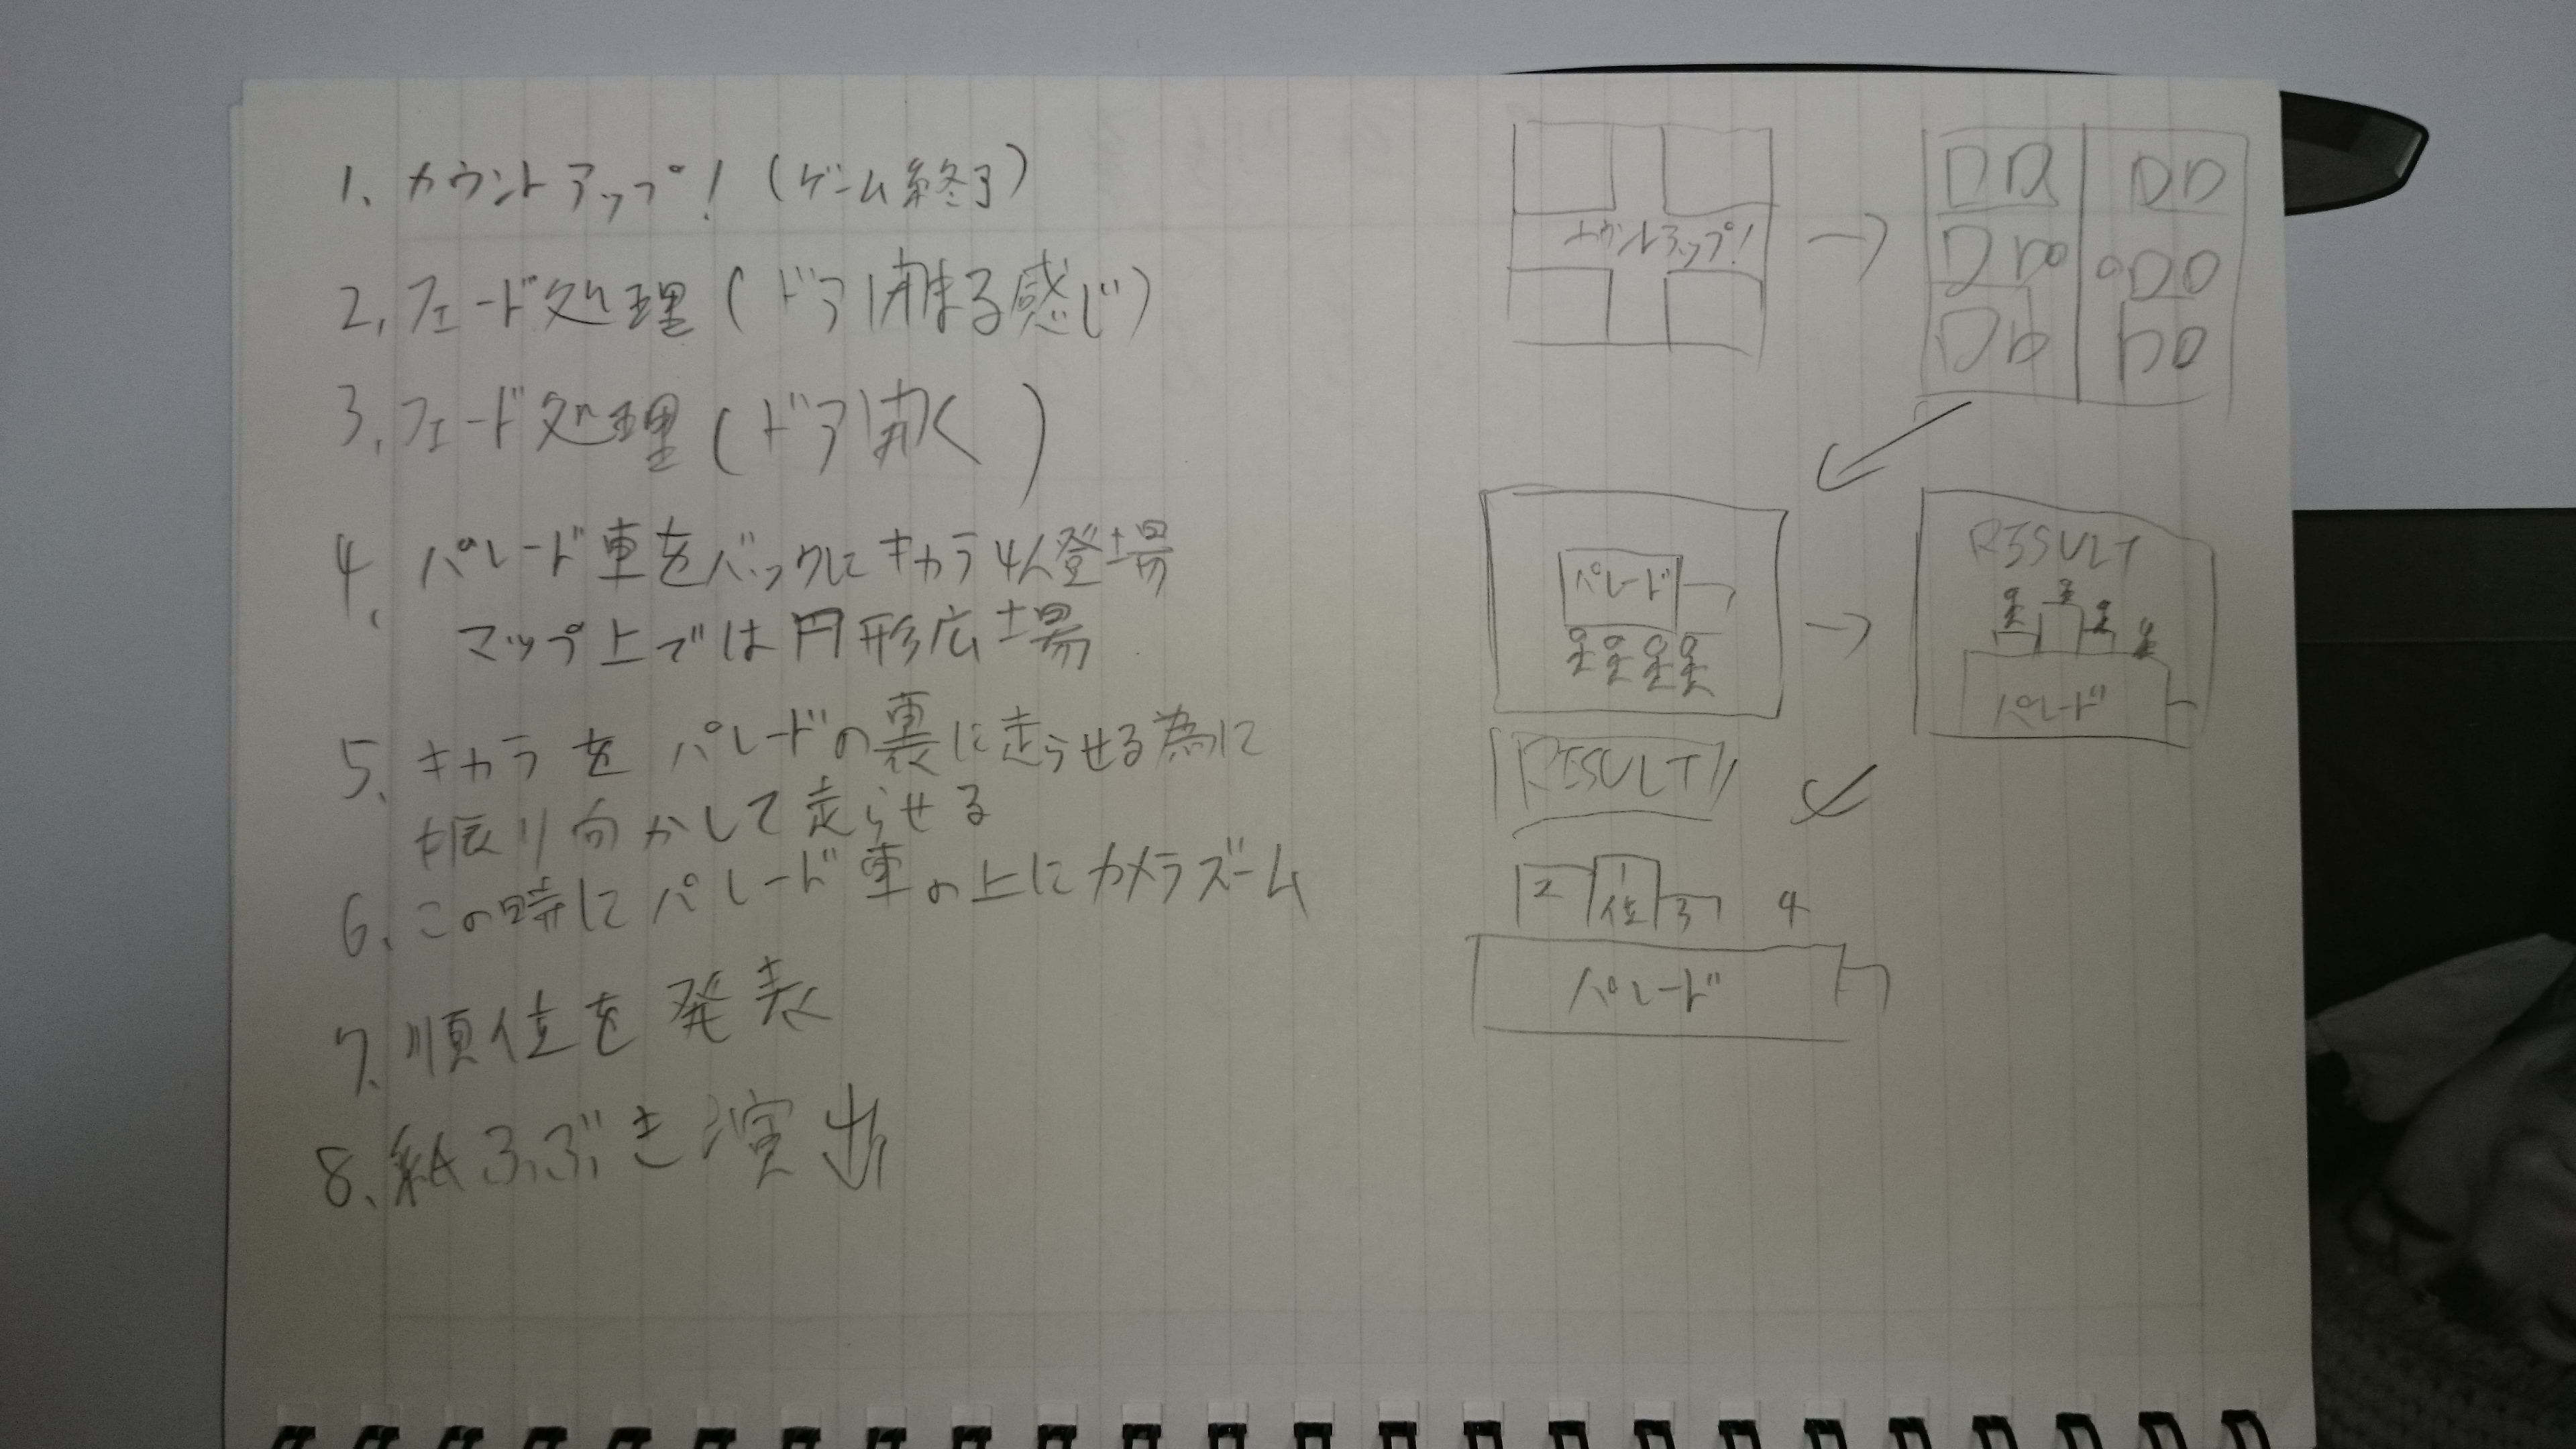 1. カウントアップ！（ゲーム終了）
2. フェード処理（ドア閉まる感じ）
3. フェード処理（ドア開く）
4. パレード車をバックにキャラ4人登場
マップ上では円形広場
5. キャラをパレードの裏に走らせる為に
振り向かして走らせる
6. この時にパレード車の上にカメラズーム
7. 順位を発表
8. 紙ふぶき演出
カウントアップ！
パレード
RESULT
パレード
RESULT
2 1位 3 4
パレード